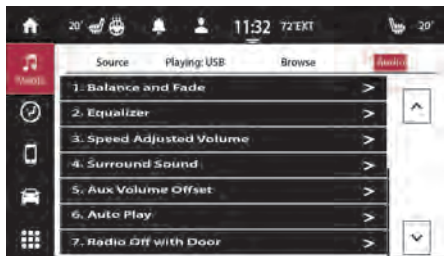 20° 11:32 72°EXT 20°
Source Playing: USB Browse Audio
Media
1. Balance and Fade >
2. Equalizer >
3. Speed Adjusted Volume >
4. Surround Sound >
5. Aux Volume Offset >
6. Auto Play >
7. Radio Off with Door >